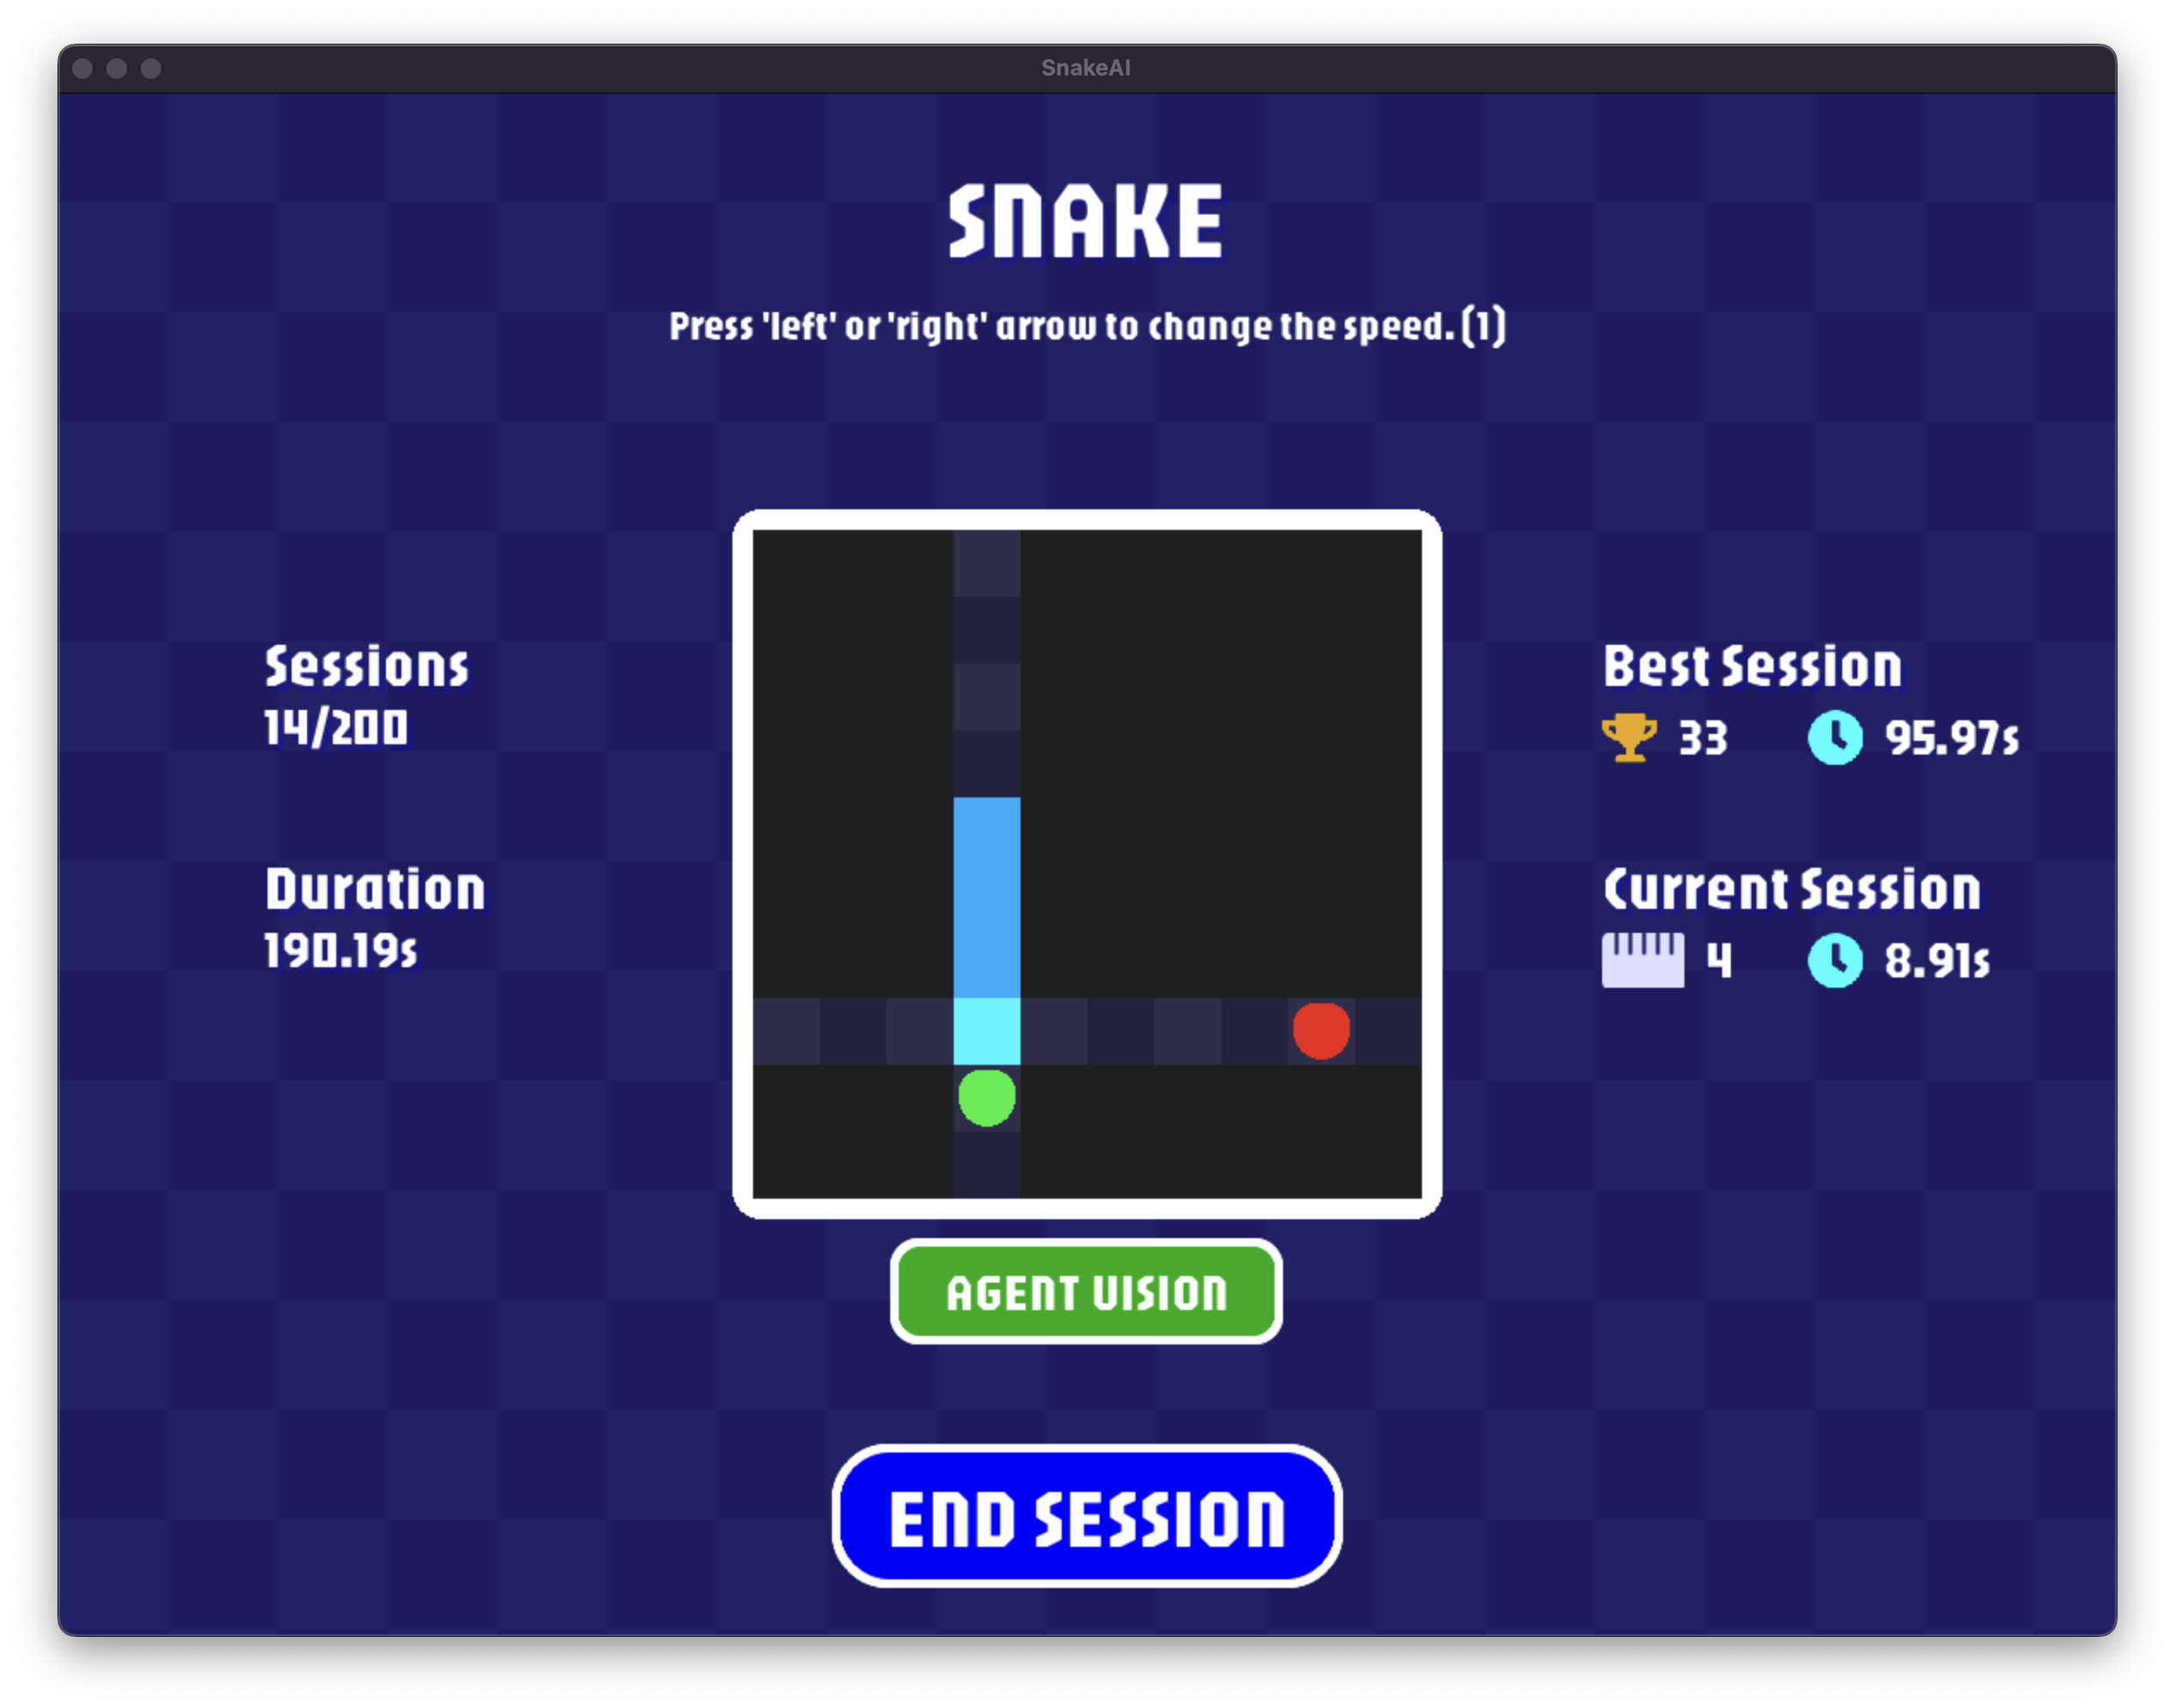 SnakeAI
SNAKE
Press 'left' or 'right' arrow to change the speed. (1)
Sessions
14/200
Duration
190.19s
Best Session
33 95.97s
Current Session
4 8.91s
AGENT VISION
END SESSION